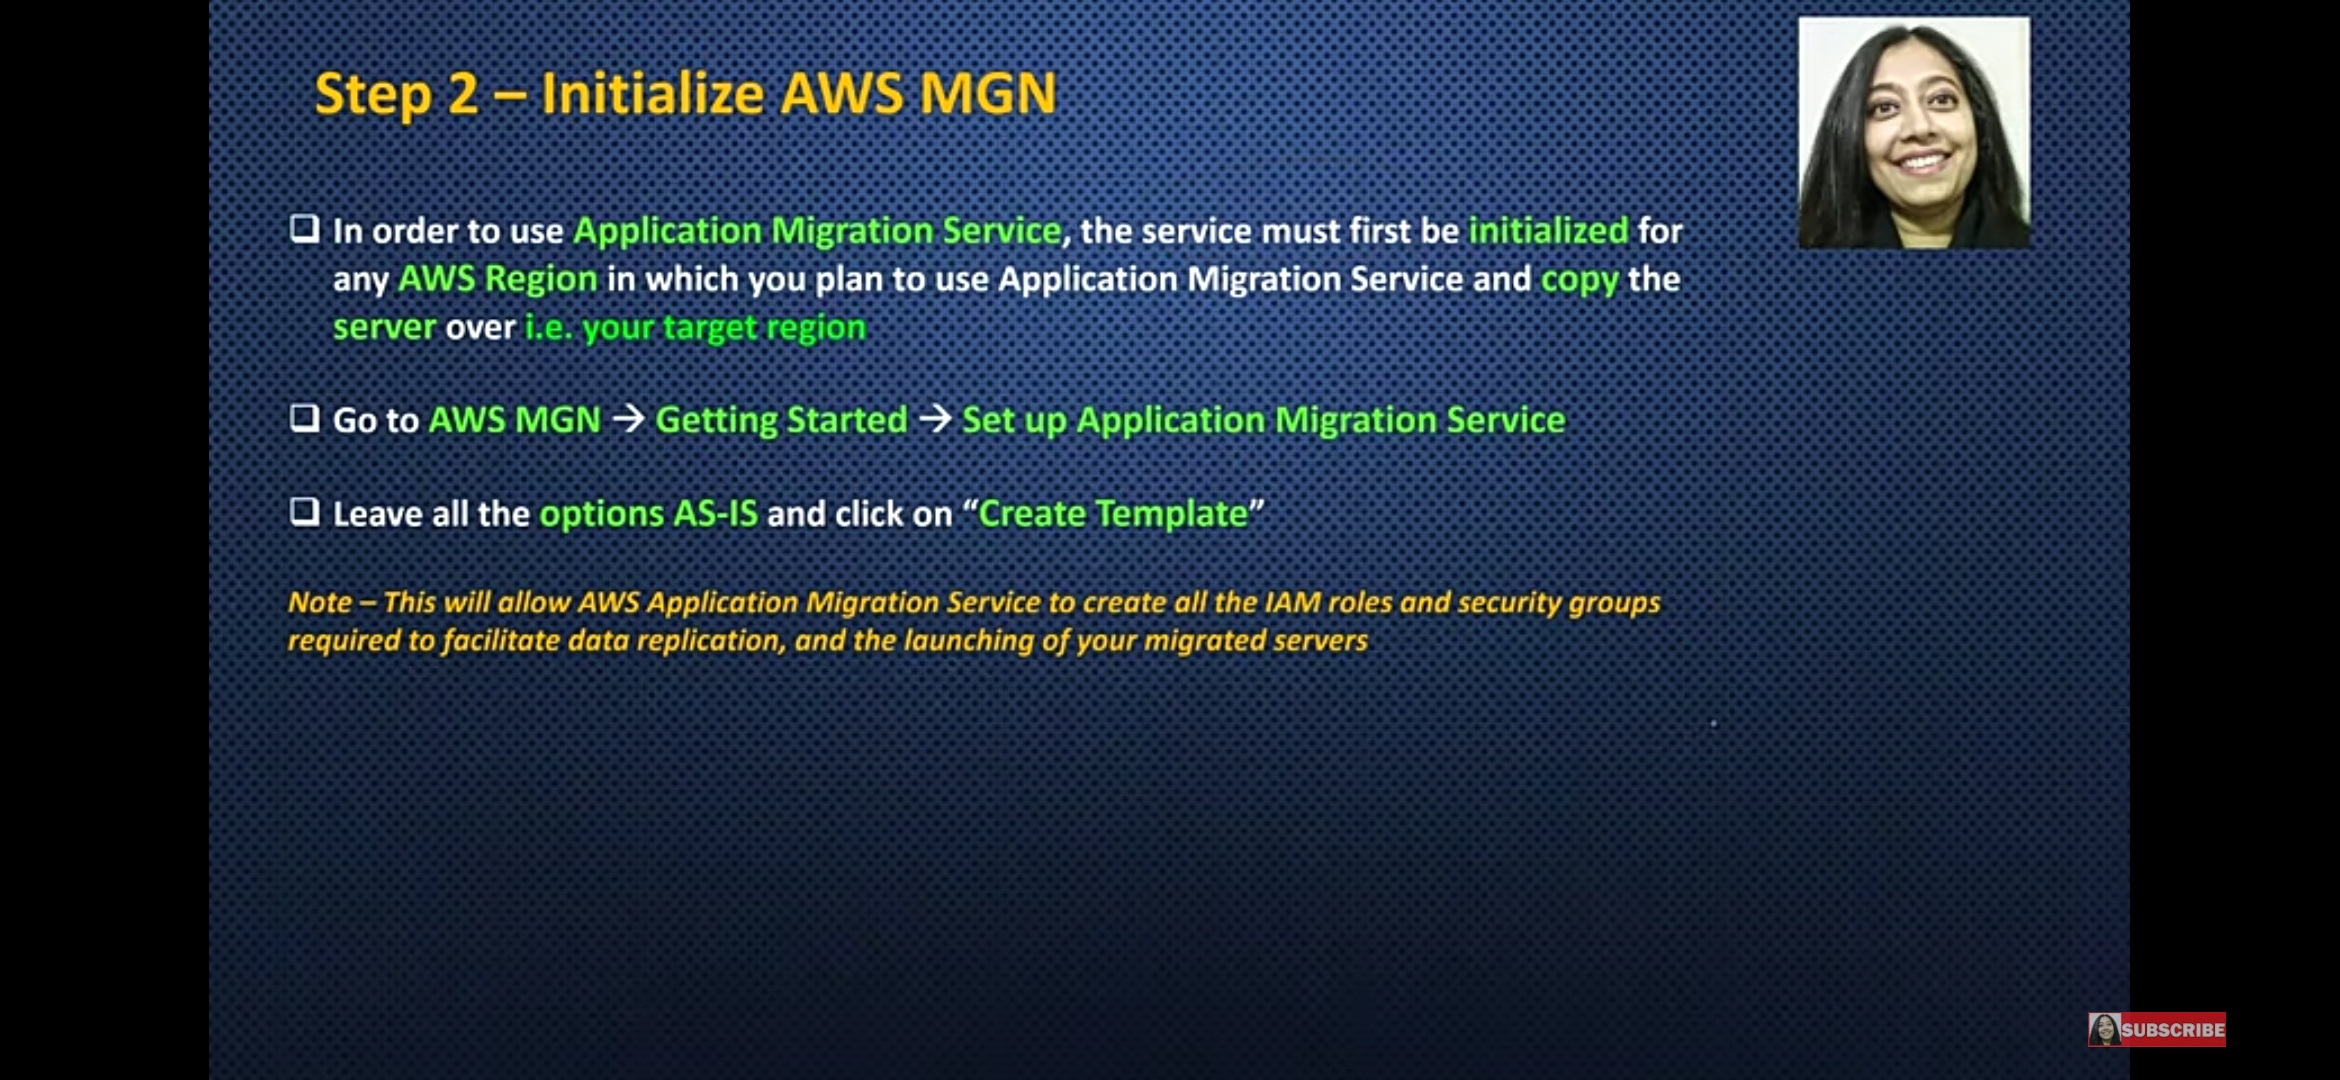 Step 2 – Initialize AWS MGN
In order to use Application Migration Service, the service must first be initialized for
any AWS Region in which you plan to use Application Migration Service and copy the
server over i.e. your target region
Go to AWS MGN → Getting Started → Set up Application Migration Service
Leave all the options AS-IS and click on “Create Template”
Note – This will allow AWS Application Migration Service to create all the IAM roles and security groups
required to facilitate data replication, and the launching of your migrated servers
SUBSCRIBE